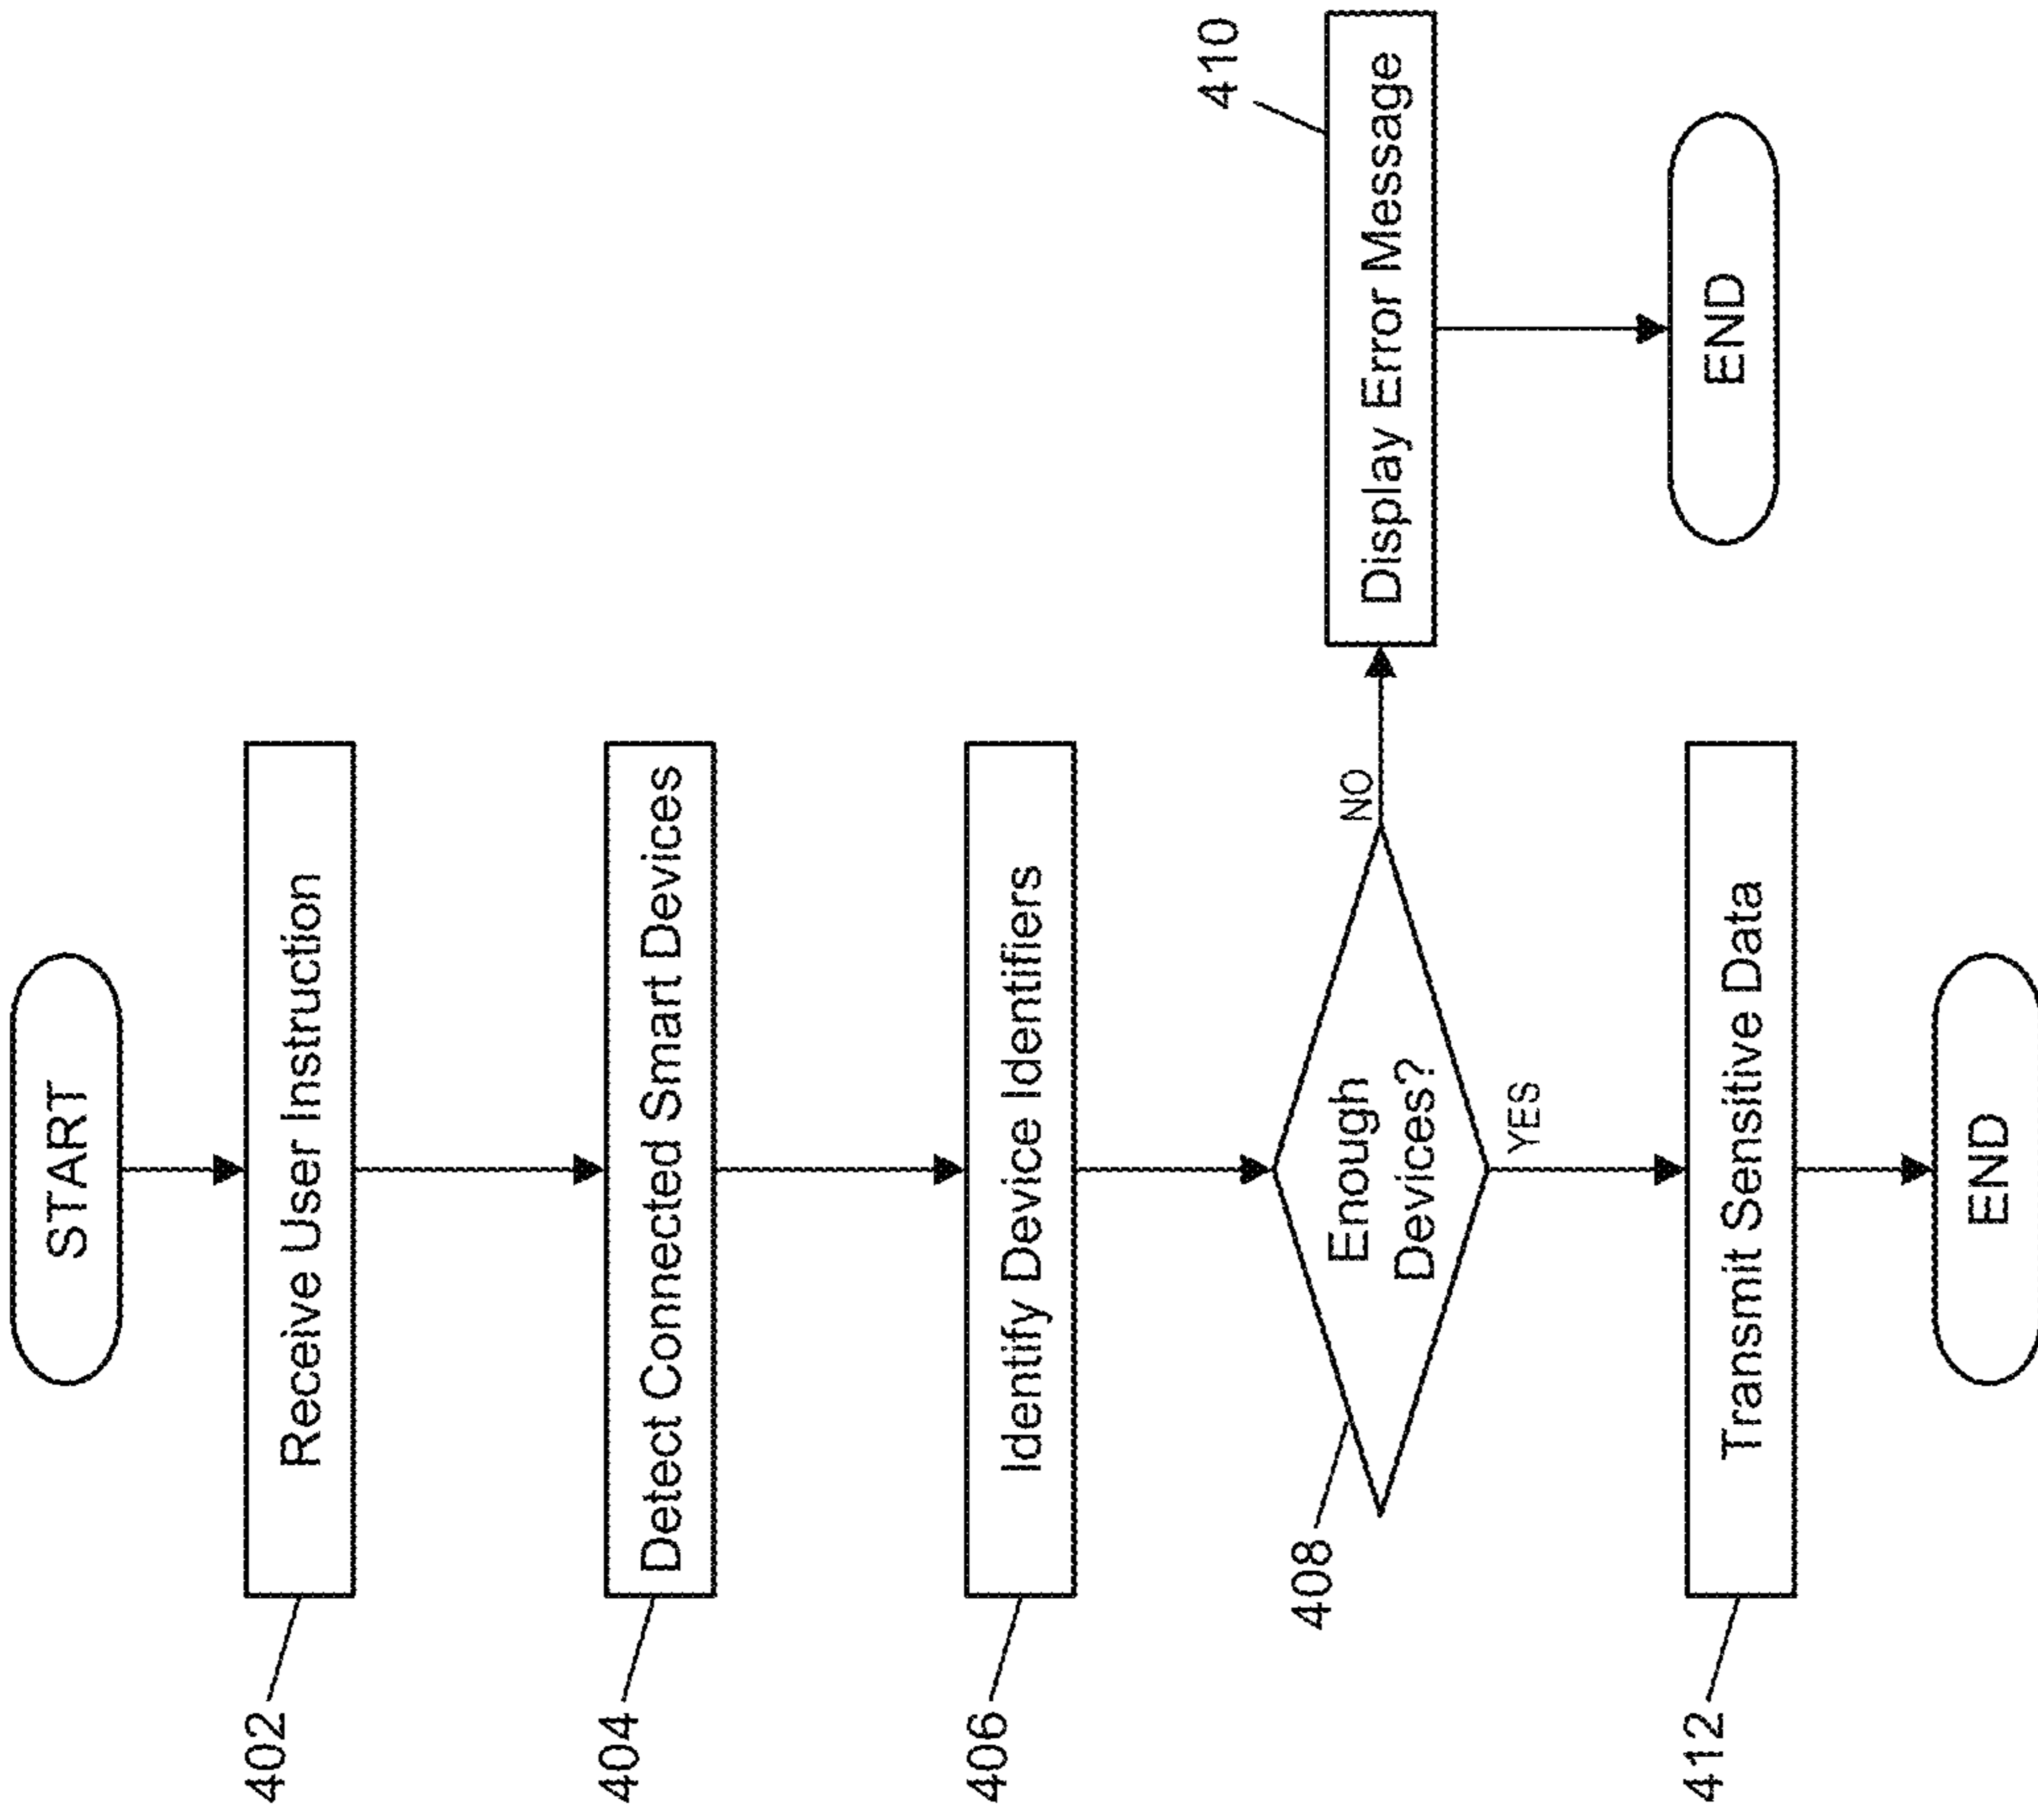 START
402
Receive User Instruction
404
Detect Connected Smart Devices
406
Identify Device Identifiers
408
Enough
Devices?
NO
410
Display Error Message
END
YES
412
Transmit Sensitive Data
END